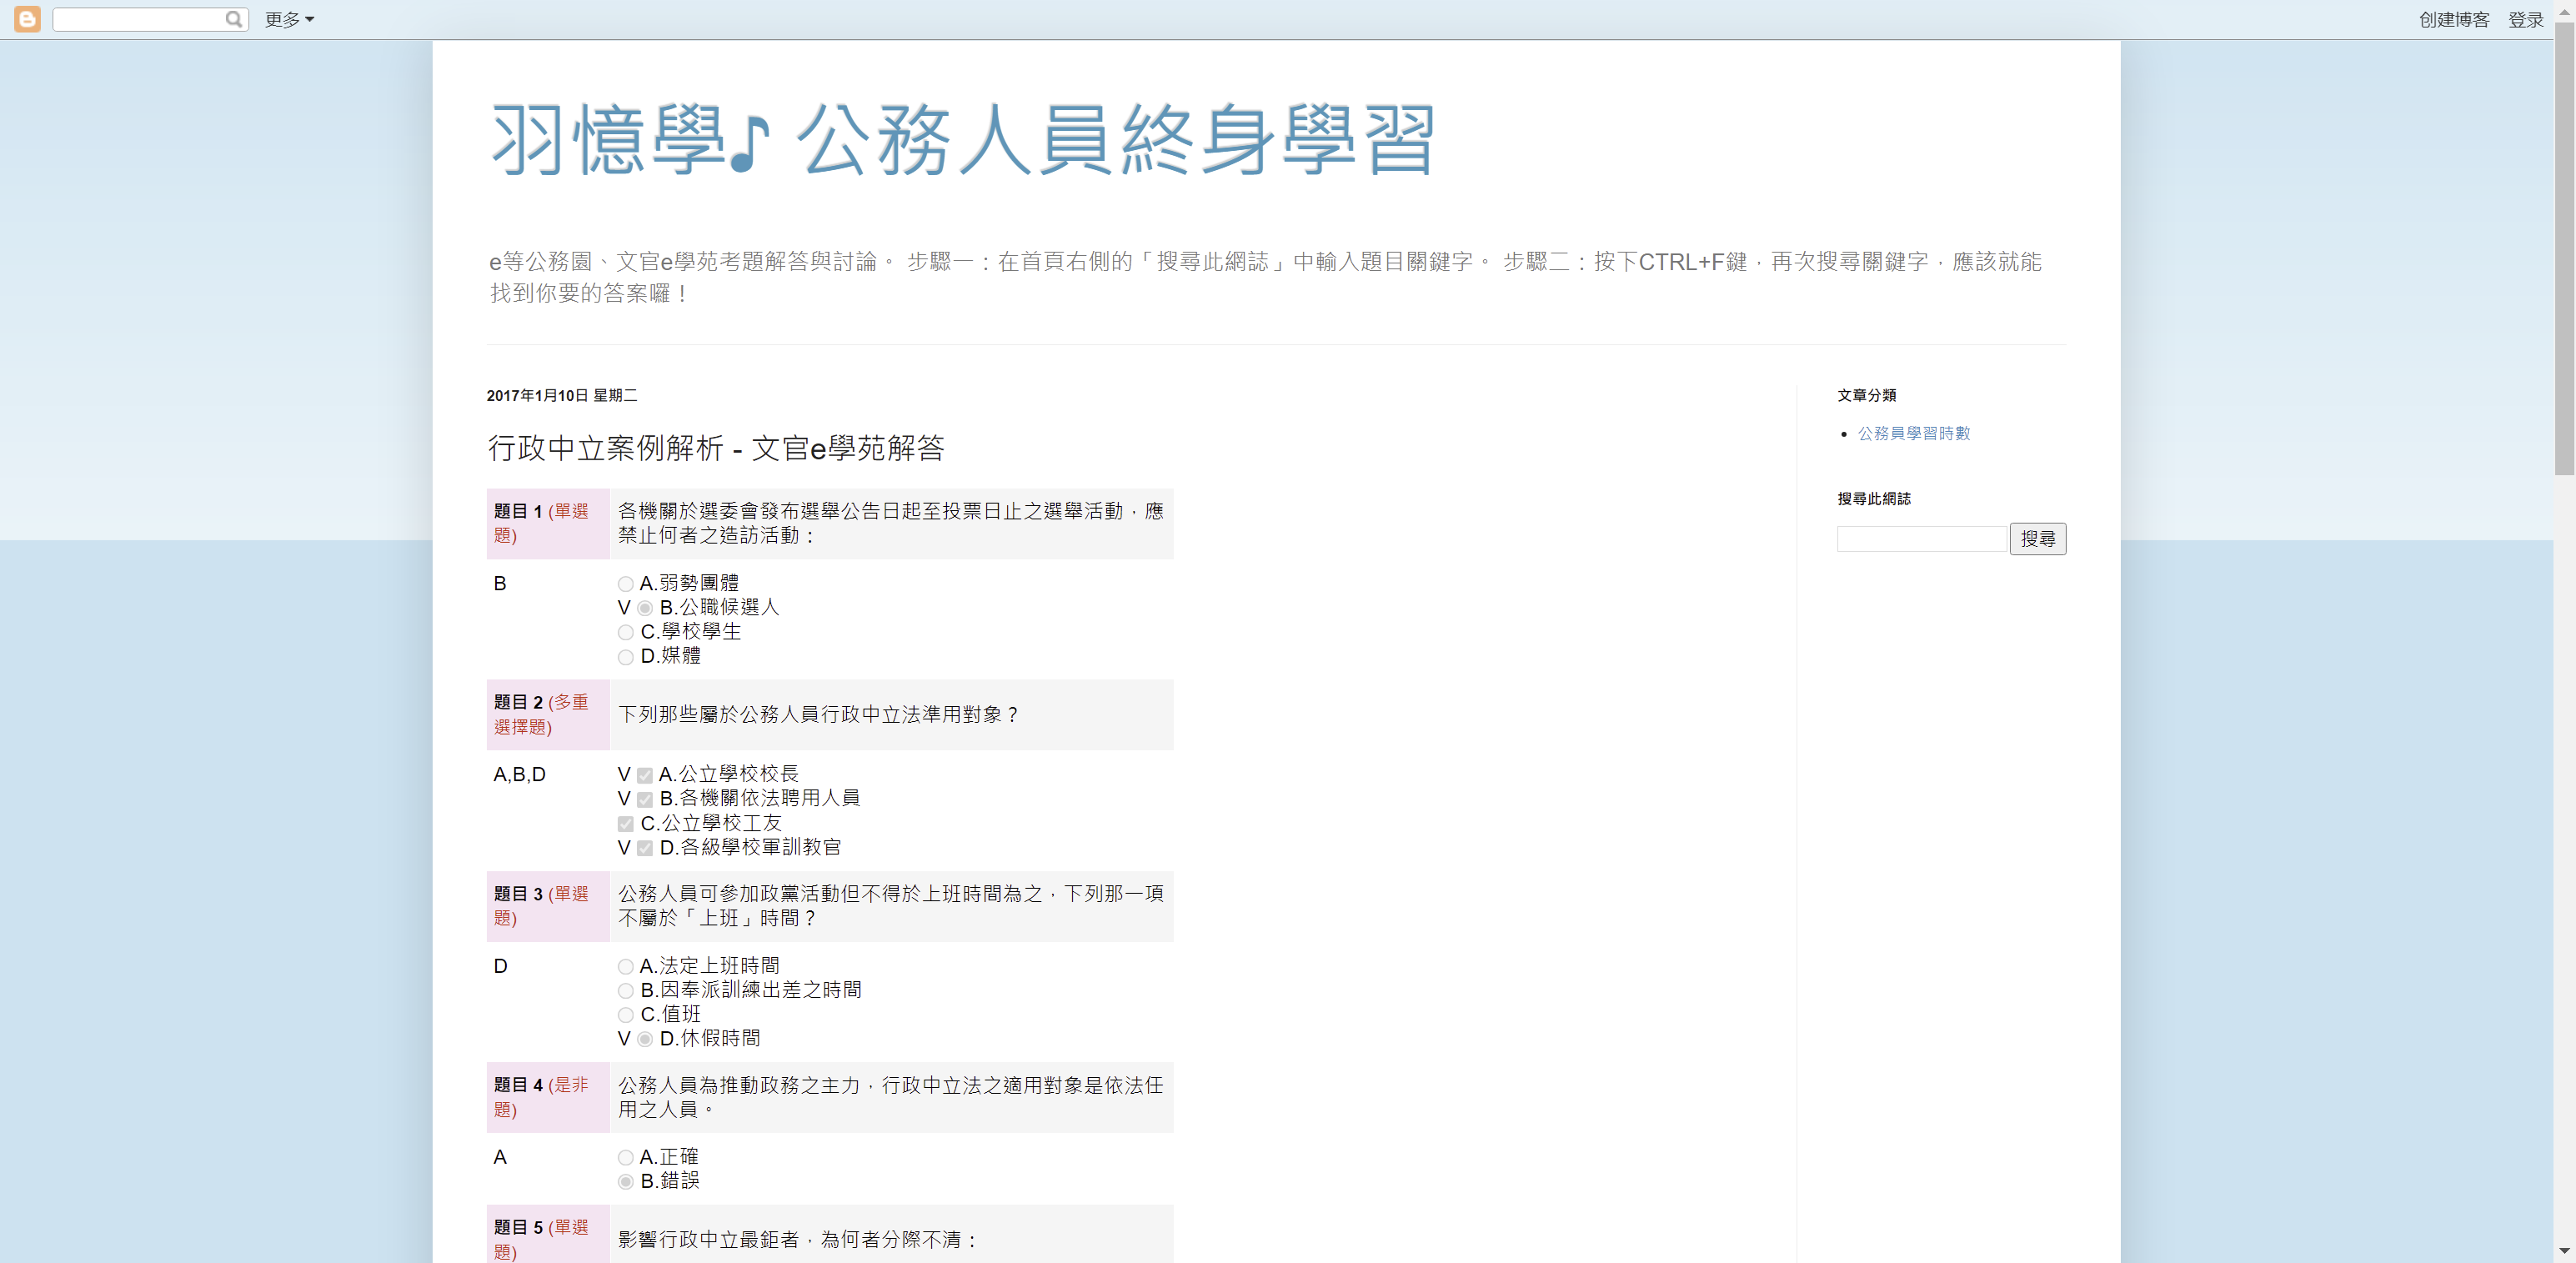 更多
创建博客 登录
羽憶學♪ 公務人員終身學習
e等公務園、文官e學苑考題解答與討論。 步驟一：在首頁右側的「搜尋此網誌」中輸入題目關鍵字。 步驟二：按下CTRL+F鍵，再次搜尋關鍵字，應該就能
找到你要的答案囉！
2017年1月10日 星期二
行政中立案例解析 - 文官e學苑解答
題目 1 (單選
題)
各機關於選委會發布選舉公告日起至投票日止之選舉活動，應
禁止何者之造訪活動：
B
A.弱勢團體
V B.公職候選人
C.學校學生
D.媒體
題目 2 (多重
選擇題)
下列那些屬於公務人員行政中立法準用對象？
A,B,D
V A.公立學校校長
V B.各機關依法聘用人員
C.公立學校工友
V D.各級學校軍訓教官
題目 3 (單選
題)
公務人員可參加政黨活動但不得於上班時間為之，下列那一項
不屬於「上班」時間？
D
A.法定上班時間
B.因奉派訓練出差之時間
C.值班
V D.休假時間
題目 4 (是非
題)
公務人員為推動政務之主力，行政中立法之適用對象是依法任
用之人員。
A
A.正確
B.錯誤
題目 5 (單選
題)
影響行政中立最鉅者，為何者分際不清：
文章分類
公務員學習時數
搜尋此網誌
搜尋